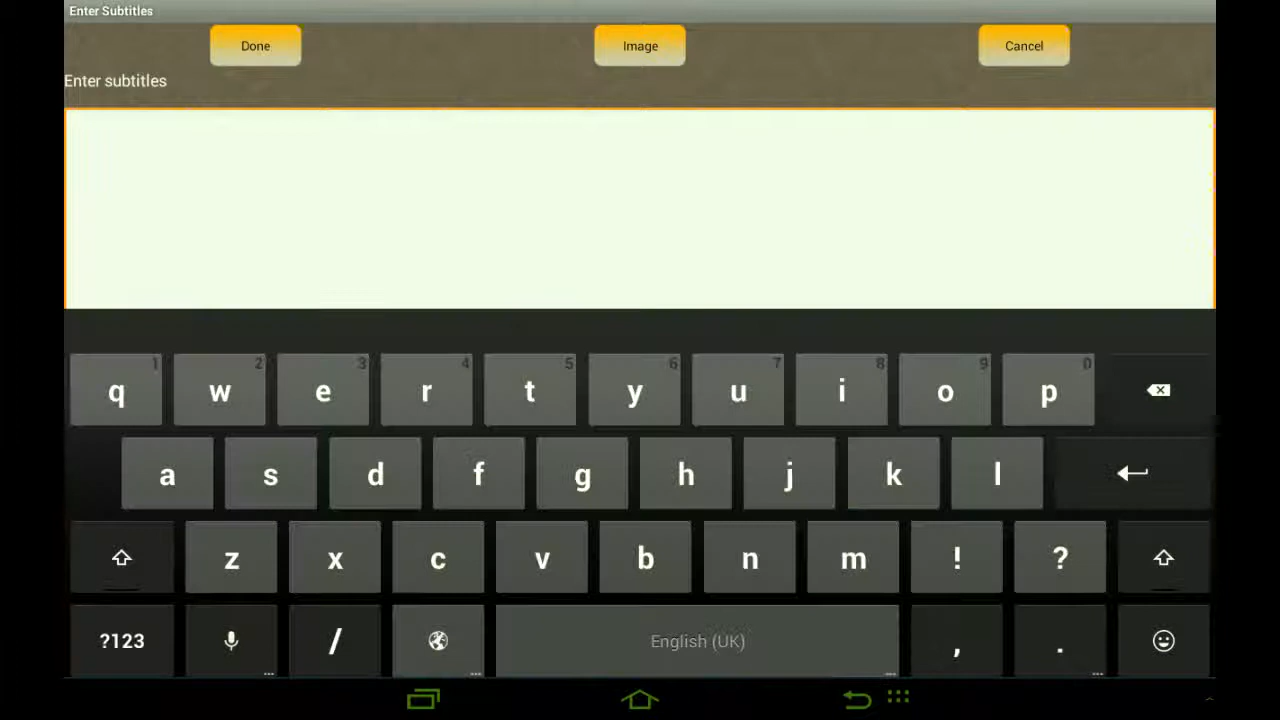 Enter Subtitles
Done Image Cancel
Enter subtitles
1 2 3 4 5 6 7 8 9 0
q w e r t y u i o p
a s d f g h j k l
z x c v b n m ! ?
?123 / English (UK) , .